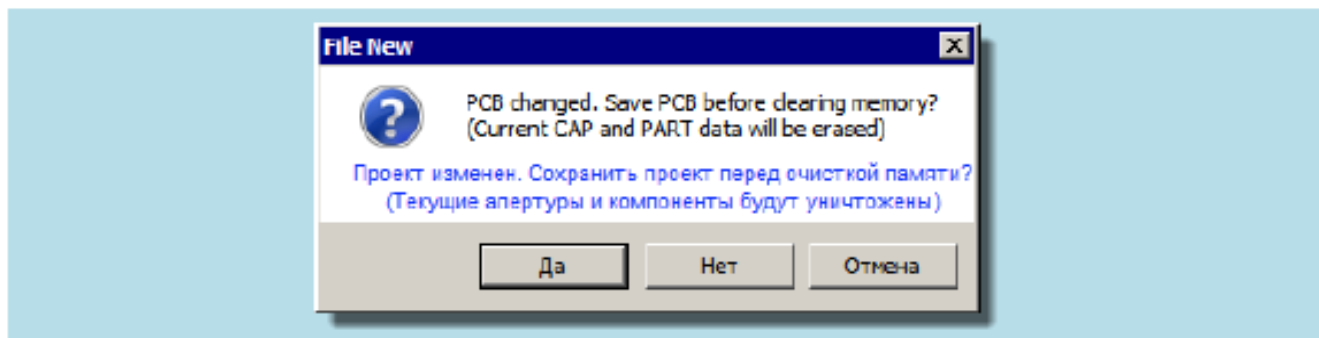 File New
PCB changed. Save PCB before clearing memory?
(Current CAP and PART data will be erased)
Проект изменен. Сохранить проект перед очисткой памяти?
(Текущие апертуры и компоненты будут уничтожены)
Да
Нет
Отмена